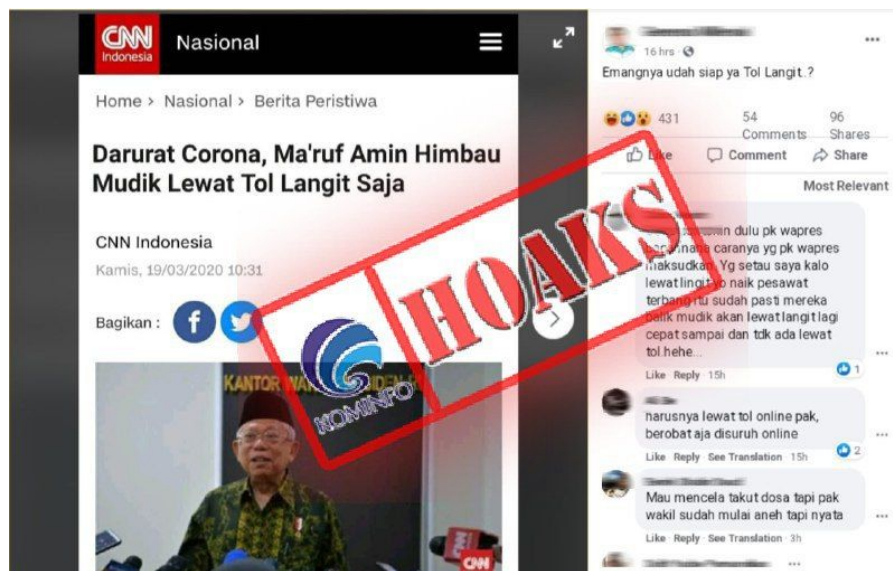 CNN
Indonesia
Nasional
Home > Nasional > Berita Peristiwa
Darurat Corona, Ma'ruf Amin Himbau
Mudik Lewat Tol Langit Saja
CNN Indonesia
Kamis, 19/03/2020 10:31
Bagikan :
KANTOR
CNN
KOMINFO
HOAKS
16 hrs
Emangnya udah siap ya Tol Langit..?
431
54
Comments
96
Shares
Like
Comment
Share
Most Relevant
dulu pk wapres
caranya yg pk wapres
maksudkan. Yg setau saya kalo
lewat lingit yo naik pesawat
terbang itu sudah pasti mereka
balik mudik akan lewat langit lagi
cepat sampai dan tdk ada lewat
tol.hehe...
Like Reply 15h
1
harusnya lewat tol online pak,
berobat aja disuruh online
Like Reply See Translation 15h
2
Mau mencela takut dosa tapi pak
wakil sudah mulai aneh tapi nyata
Like Reply See Translation 3h